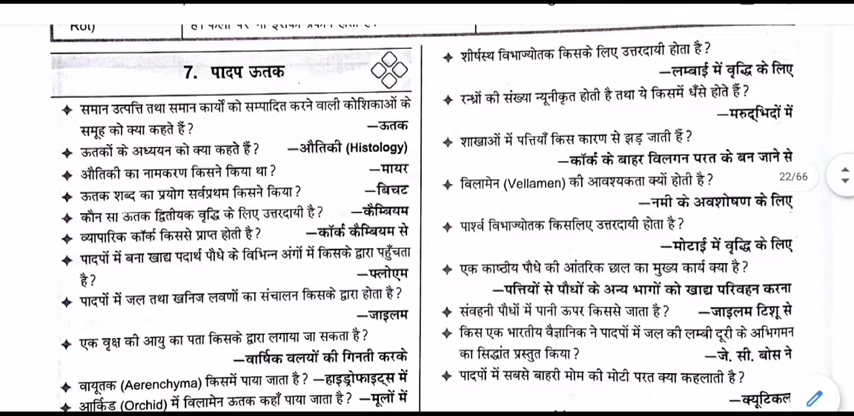 Rot)
7. पादप ऊतक
✦ समान उत्पत्ति तथा समान कार्यों को सम्पादित करने वाली कोशिकाओं के
समूह को क्या कहते हैं? —ऊतक
✦ ऊतकों के अध्ययन को क्या कहते हैं? —औतिकी (Histology)
✦ औतिकी का नामकरण किसने किया था? —मायर
✦ ऊतक शब्द का प्रयोग सर्वप्रथम किसने किया? —बिचट
✦ कौन सा ऊतक द्वितीयक वृद्धि के लिए उत्तरदायी है? —कैम्बियम
✦ व्यापारिक कॉर्क किससे प्राप्त होती है? —कॉर्क कैम्बियम से
✦ पादपों में बना खाद्य पदार्थ पौधे के विभिन्न अंगों में किसके द्वारा पहुँचता
है? —फ्लोएम
✦ पादपों में जल तथा खनिज लवणों का संचालन किसके द्वारा होता है?
—जाइलम
✦ एक वृक्ष की आयु का पता किसके द्वारा लगाया जा सकता है?
—वार्षिक वलयों की गिनती करके
✦ वायूतक (Aerenchyma) किसमें पाया जाता है? —हाइड्रोफाइट्स में
✦ आर्किड (Orchid) में विलामेन ऊतक कहाँ पाया जाता है? —मूलों में
✦ शीर्षस्थ विभाज्योतक किसके लिए उत्तरदायी होता है?
—लम्बाई में वृद्धि के लिए
✦ रन्ध्रों की संख्या न्यूनीकृत होती है तथा ये किसमें धँसे होते हैं?
—मरुद्भिदों में
✦ शाखाओं में पत्तियाँ किस कारण से झड़ जाती हैं?
—कॉर्क के बाहर विलगन परत के बन जाने से
✦ विलामेन (Vellamen) की आवश्यकता क्यों होती है?
22/66
—नमी के अवशोषण के लिए
✦ पार्श्व विभाज्योतक किसलिए उत्तरदायी होता है?
—मोटाई में वृद्धि के लिए
✦ एक काष्ठीय पौधे की आंतरिक छाल का मुख्य कार्य क्या है?
—पत्तियों से पौधों के अन्य भागों को खाद्य परिवहन करना
✦ संवहनी पौधों में पानी ऊपर किससे जाता है? —जाइलम टिशू से
✦ किस एक भारतीय वैज्ञानिक ने पादपों में जल की लम्बी दूरी के अभिगमन
का सिद्धांत प्रस्तुत किया? —जे. सी. बोस ने
✦ पादपों में सबसे बाहरी मोम की मोटी परत क्या कहलाती है?
—क्यूटिकल